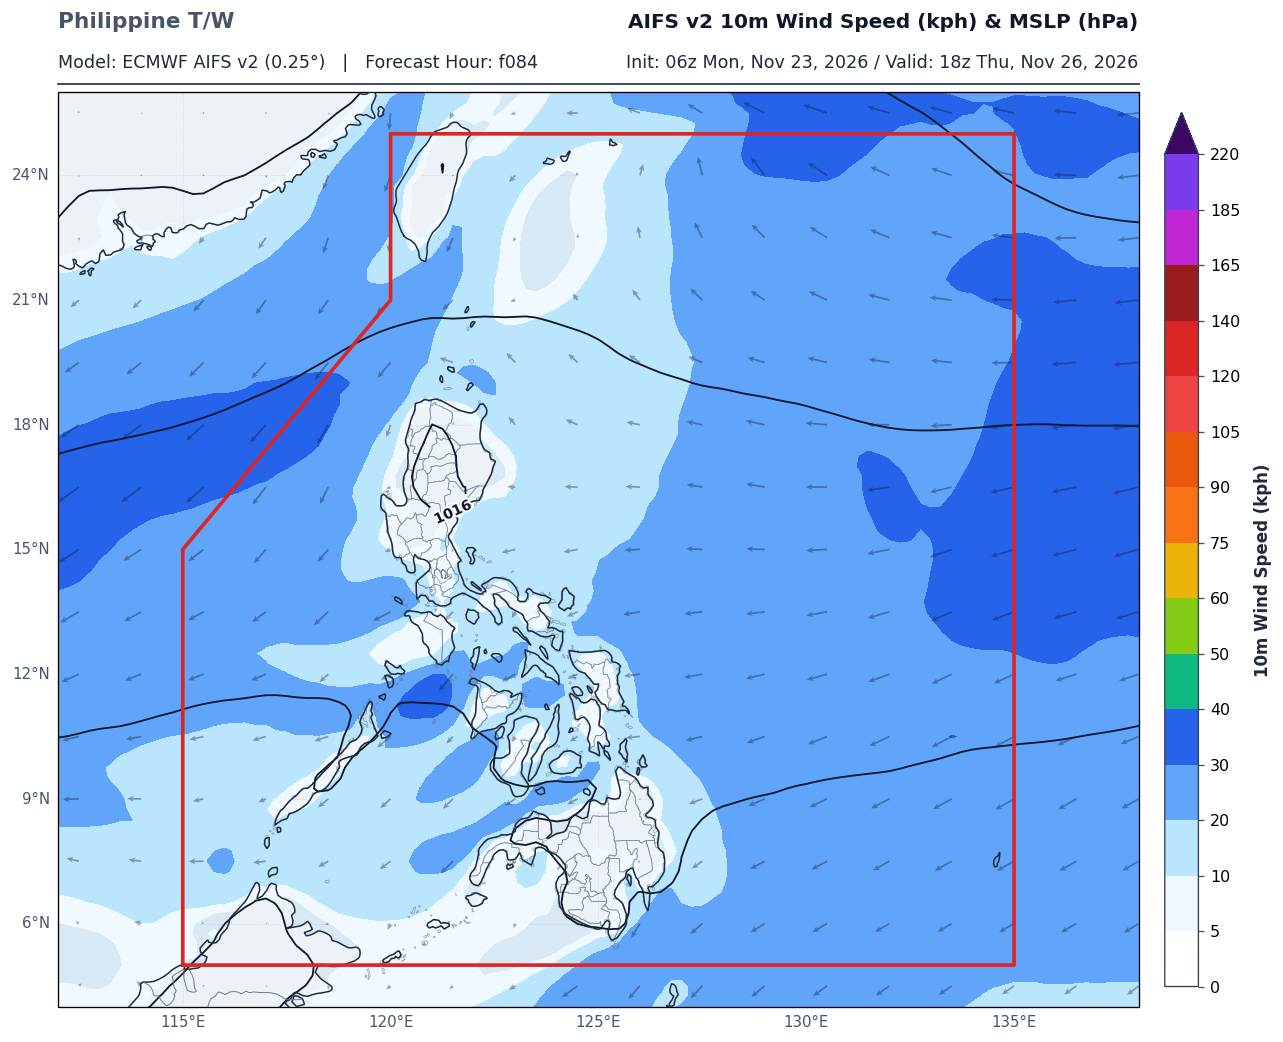 Philippine T/W
AIFS v2 10m Wind Speed (kph) & MSLP (hPa)
Model: ECMWF AIFS v2 (0.25°) | Forecast Hour: f084
Init: 06z Mon, Nov 23, 2026 / Valid: 18z Thu, Nov 26, 2026
24°N
21°N
18°N
15°N
12°N
9°N
6°N
1016
115°E
120°E
125°E
130°E
135°E
220
185
165
140
120
105
90
75
60
50
40
30
20
10
5
0
10m Wind Speed (kph)